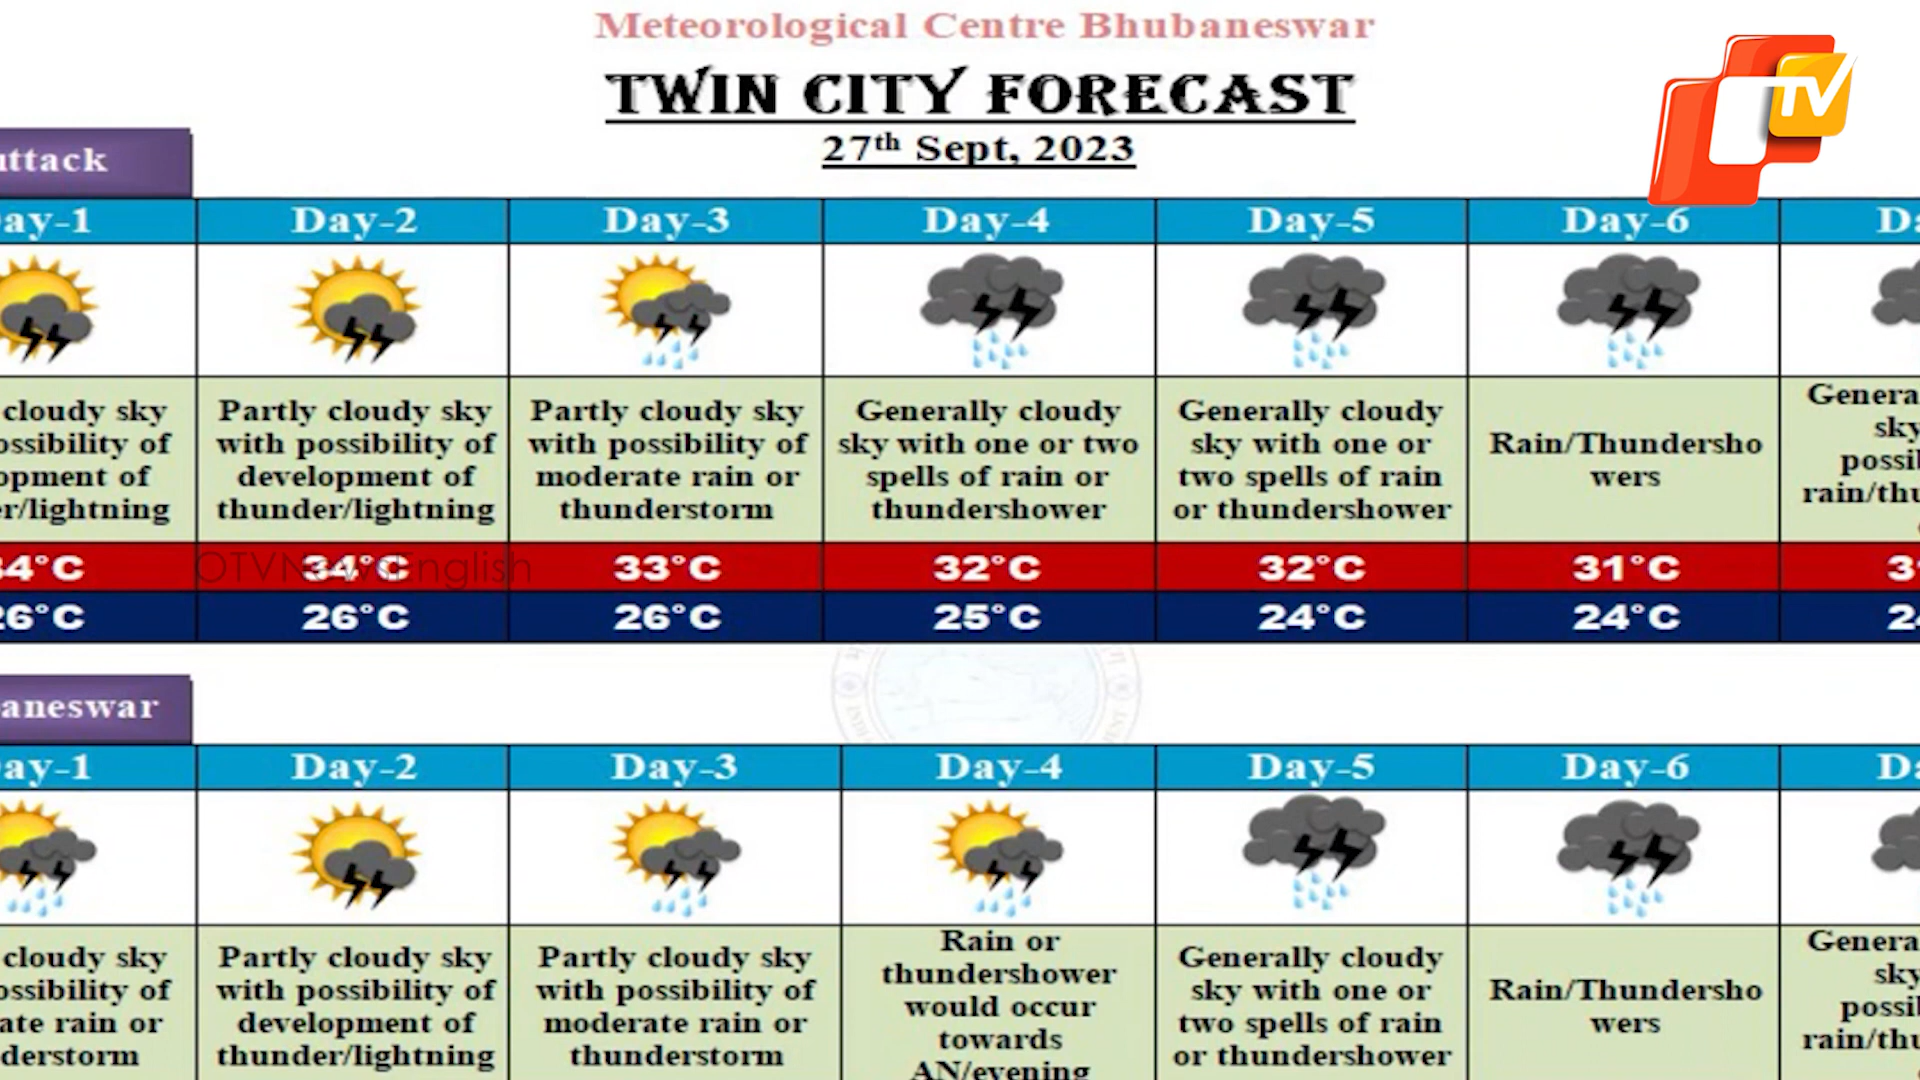 Meteorological Centre Bhubaneswar
TWIN CITY FORECAST
27th Sept, 2023
TV
uttack
ay-1 Day-2 Day-3 Day-4 Day-5 Day-6
cloudy sky
ossibility of
opment of
er/lightning
Partly cloudy sky
with possibility of
development of
thunder/lightning
Partly cloudy sky
with possibility of
moderate rain or
thunderstorm
Generally cloudy
sky with one or two
spells of rain or
thundershower
Generally cloudy
sky with one or
two spells of rain
or thundershower
Rain/Thundersho
wers
Genera
sky
possil
rain/thu
4°C 34°C 33°C 32°C 32°C 31°C
OTVNewsEnglish
26°C 26°C 26°C 25°C 24°C 24°C
aneswar
ay-1 Day-2 Day-3 Day-4 Day-5 Day-6
cloudy sky
ossibility of
ate rain or
derstorm
Partly cloudy sky
with possibility of
development of
thunder/lightning
Partly cloudy sky
with possibility of
moderate rain or
thunderstorm
Rain or
thundershower
would occur
towards
AN/evening
Generally cloudy
sky with one or
two spells of rain
or thundershower
Rain/Thundersho
wers
Genera
sky
possil
rain/thu